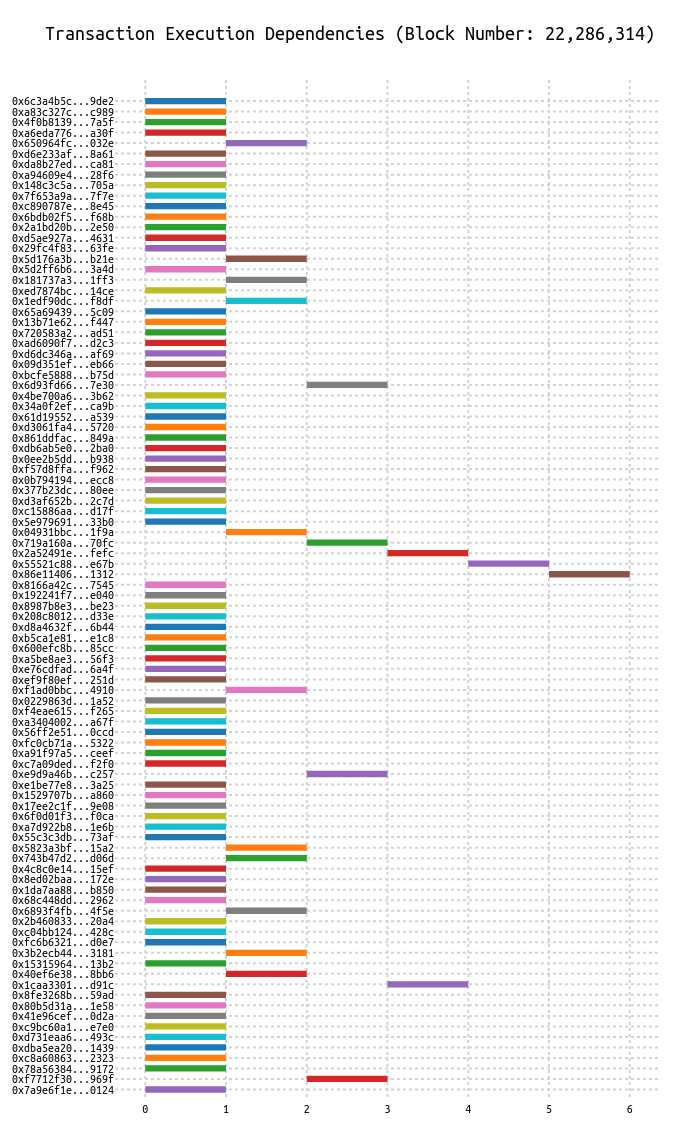 Transaction Execution Dependencies (Block Number: 22,286,314)
0x6c3a4b5c...9de2
0xa83c327c...c989
0x4f0b8139...7a5f
0xa6eda776...a30f
0x650964fc...032e
0xd6e233af...8a61
0xda8b27ed...ca81
0xa94609e4...28f6
0x148c3c5a...705a
0x7f653a9a...7f7e
0xc890787e...8e45
0x6bdb02f5...f68b
0x2a1bd20b...2e50
0xd5ae927a...4631
0x29fc4f83...63fe
0x5d176a3b...b21e
0x5d2ff6b6...3a4d
0x181737a3...1ff3
0xed7874bc...14ce
0x1edf90dc...f8df
0x65a69439...5c09
0x13b71e62...f447
0x720583a2...ad51
0xad6090f7...d2c3
0xd6dc346a...af69
0x09d351ef...eb66
0xbcfe5888...b75d
0x6d93fd66...7e30
0x4be700a6...3b62
0x34a0f2ef...ca9b
0x61d19552...a539
0xd3061fa4...5720
0x861ddfac...849a
0xdb6ab5e0...2ba0
0x0ee2b5dd...b938
0xf57d8ffa...f962
0x0b794194...ecc8
0x377b23dc...80ee
0xd3af652b...2c7d
0xc15886aa...d17f
0x5e979691...33b0
0x04931bbc...1f9a
0x719a160a...70fc
0x2a52491e...fefc
0x55521c88...e67b
0x86e11406...1312
0x8166a42c...7545
0x192241f7...e040
0x8987b8e3...be23
0x208c8012...d33e
0xd8a4632f...6b44
0xb5ca1e81...e1c8
0x600efc8b...85cc
0xa5be8ae3...56f3
0xe76cdfad...6a4f
0xef9f80ef...251d
0xf1ad0bbc...4910
0x0229863d...1a52
0xf4eae615...f265
0xa3404002...a67f
0x56ff2e51...0ccd
0xfc0cb71a...5322
0xa91f97a5...ceef
0xc7a09ded...f2f0
0xe9d9a46b...c257
0xe1be77e8...3a25
0x1529707b...a860
0x17ee2c1f...9e08
0x6f0d01f3...f0ca
0xa7d922b8...1e6b
0x55c3c3db...73af
0x5823a3bf...15a2
0x743b47d2...d06d
0x4c8c0e14...15ef
0x8ed02baa...172e
0x1da7aa88...b850
0x68c448dd...2962
0x6893f4fb...4f5e
0x2b460833...20a4
0xc04bb124...428c
0xfc6b6321...d0e7
0x3b2ecb44...3181
0x15315964...13b2
0x40ef6e38...8bb6
0x1caa3301...d91c
0x8fe3268b...59ad
0x80b5d31a...1e58
0x41e96cef...0d2a
0xc9bc60a1...e7e0
0xd731eaa6...493c
0xdba5ea20...1439
0xc8a60863...2323
0x78a56384...9172
0xf7712f30...969f
0x7a9e6f1e...0124
0 1 2 3 4 5 6